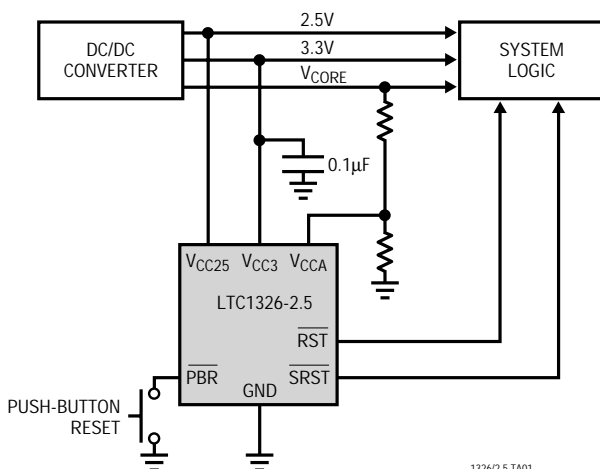 2.5V
DC/DC
CONVERTER
3.3V
SYSTEM
LOGIC
VCORE
0.1µF
VCC25 VCC3 VCCA
LTC1326-2.5
RST
PBR
SRST
GND
PUSH-BUTTON
RESET
1326/2.5 TA01